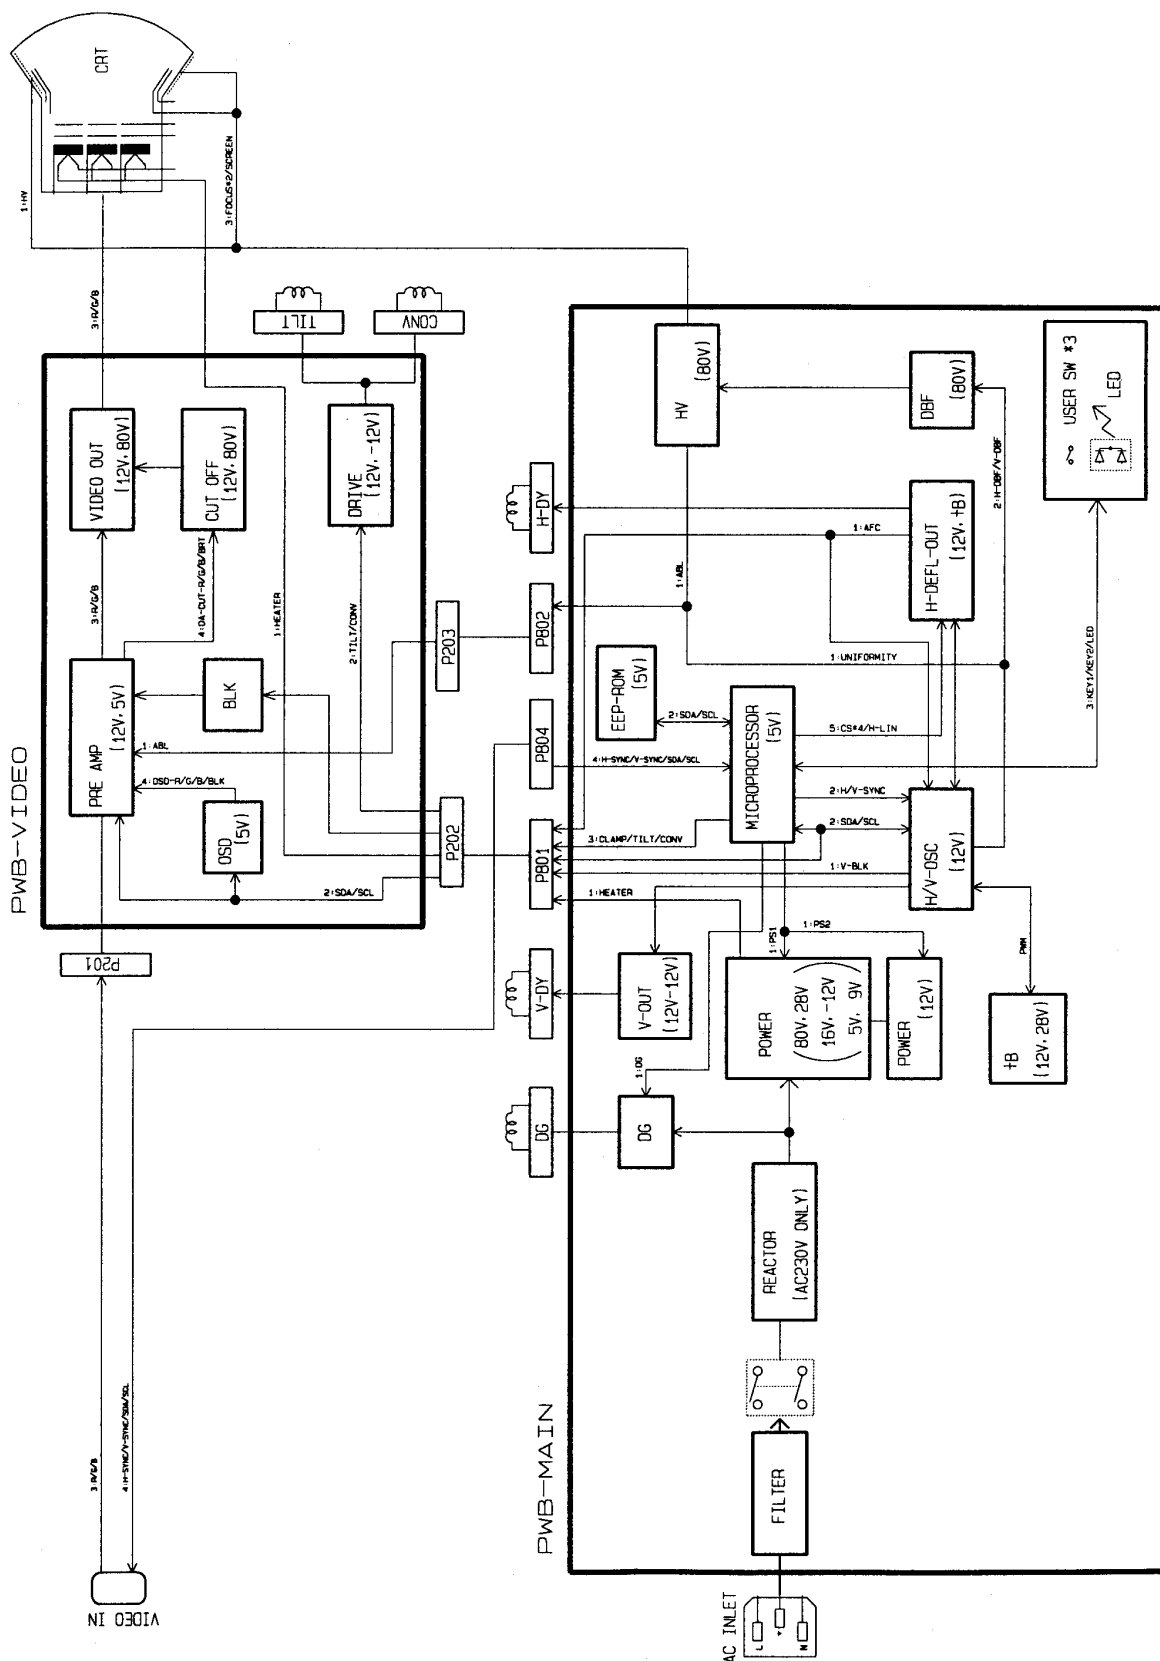 CRT
1:HV
3:FOCUS*2/SCREEN
3:R/G/B
TILT
CONV
PWB-VIDEO
VIDEO OUT
(12V, 80V)
CUT OFF
(12V, 80V)
DRIVE
(12V, -12V)
3:R/G/B
4:DA-CUT-R/G/B/BRT
1:HEATER
2:TILT/CONV
PRE AMP
(12V, 5V)
BLK
1:ABL
4:OSD-R/G/B/BLK
OSD
(5V)
2:SDA/SCL
P201
P202
P203
3:R/G/B
4:H-SYNC/V-SYNC/SDA/SCL
VIDEO IN
PWB-MAIN
HV
(80V)
DBF
(80V)
USER SW *3
LED
H-DY
P802
P804
P801
V-DY
DG
1:AFC
H-DEFL-OUT
(12V, +B)
2:H-DBF/V-DBF
1:ABL
1:UNIFORMITY
3:KEY1/KEY2/LED
EEP-ROM
(5V)
2:SDA/SCL
MICROPROCESSOR
(5V)
5:CS*4/H-LIN
4:H-SYNC/V-SYNC/SDA/SCL
2:H/V-SYNC
2:SDA/SCL
3:CLAMP/TILT/CONV
1:V-BLK
1:HEATER
H/V-OSC
(12V)
1:PS1
1:PS2
PWM
V-OUT
(12V-12V)
POWER
(80V, 28V
16V, -12V
5V, 9V)
POWER
(12V)
+B
(12V, 28V)
1:DG
DG
REACTOR
(AC230V ONLY)
FILTER
AC INLET
L
N